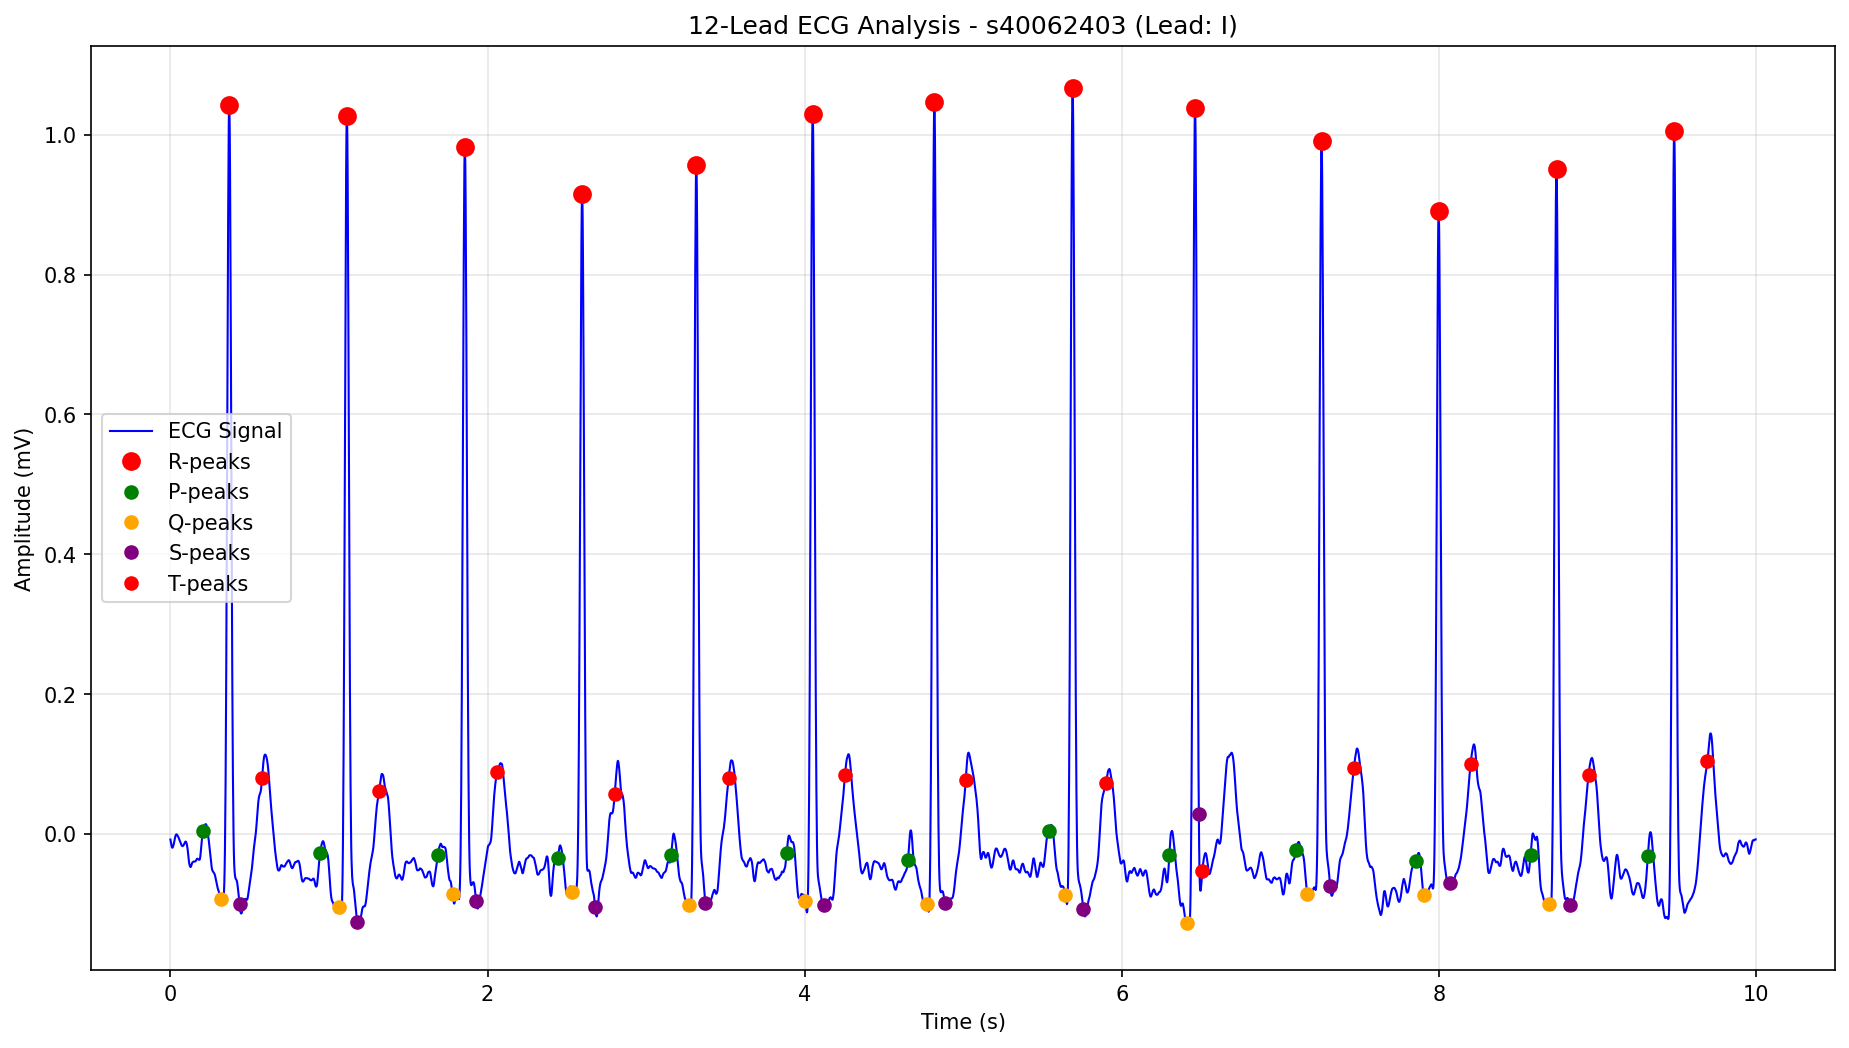 12-Lead ECG Analysis - s40062403 (Lead: I)
Amplitude (mV)
1.0
0.8
0.6
0.4
0.2
0.0
ECG Signal
R-peaks
P-peaks
Q-peaks
S-peaks
T-peaks
0 2 4 6 8 10
Time (s)